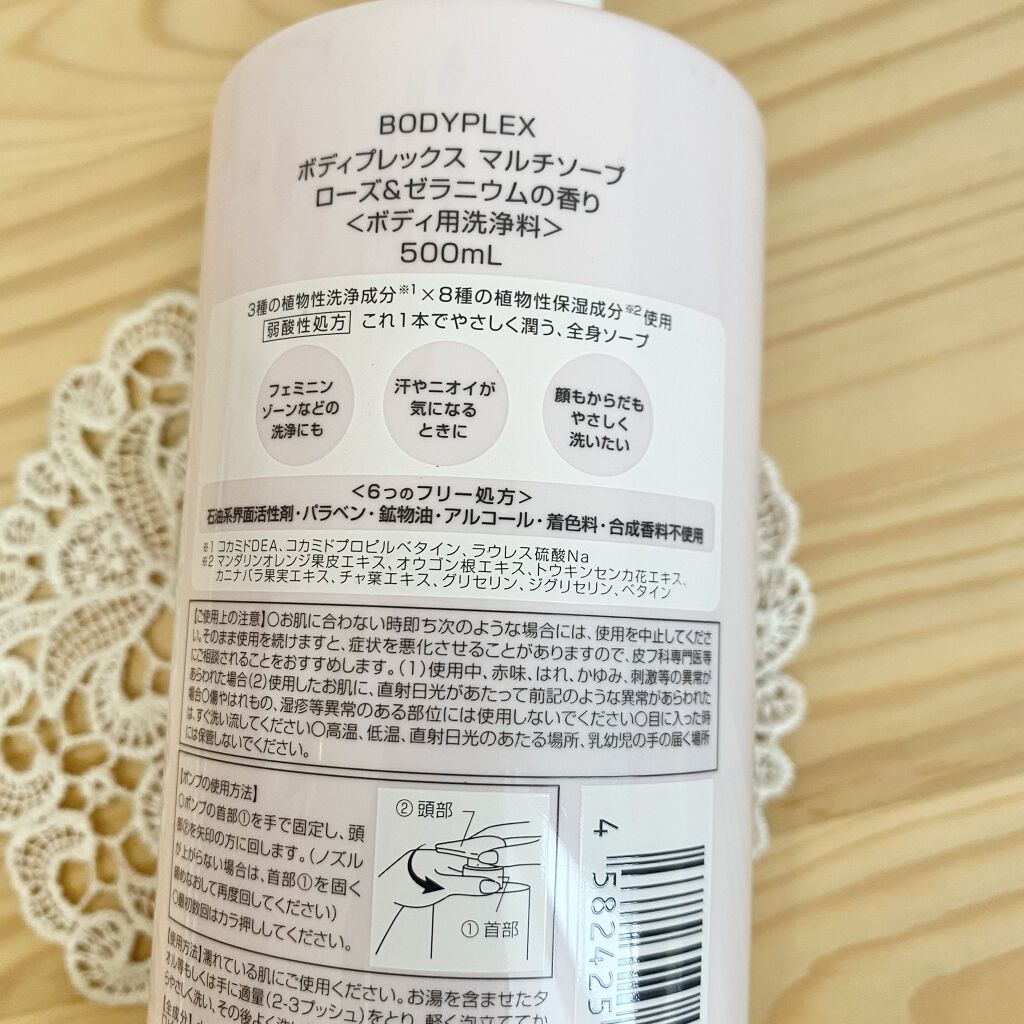 BODYPLEX
ボディプレックス マルチソープ
ローズ&ゼラニウムの香り
<ボディ用洗浄料>
500mL
3種の植物性洗浄成分※1×8種の植物性保湿成分※2使用
弱酸性処方 これ1本でやさしく潤う、全身ソープ
フェミニン
ゾーンなどの
洗浄にも
汗やニオイが
気になる
ときに
顔もからだも
やさしく
洗いたい
<6つのフリー処方>
石油系界面活性剤・パラベン・鉱物油・アルコール・着色料・合成香料不使用
※1 コカミドDEA、コカミドプロピルベタイン、ラウレス硫酸Na
※2 マンダリンオレンジ果皮エキス、オウゴン根エキス、トウキンセンカ花エキス、
カニナバラ果実エキス、チャ葉エキス、グリセリン、ジグリセリン、ベタイン
【ご使用上の注意】○お肌に合わない時即ち次のような場合には、使用を中止してくださ
い。そのまま使用を続けますと、症状を悪化させることがありますので、皮フ科専門医等
にご相談されることをおすすめします。(1)使用中、赤味、はれ、かゆみ、刺激等の異常が
あらわれた場合(2)使用したお肌に、直射日光があたって前記のような異常があらわれた
場合○傷やはれもの、湿疹等異常のある部位には使用しないでください○目に入った時
は、すぐ洗い流してください○高温、低温、直射日光のあたる場所、乳幼児の手の届く場所
には保管しないでください。
【ポンプの使用方法】
○ポンプの首部①を手で固定し、頭
部②を矢印の方に回します。(ノズル
が上がらない場合は、首部①を固く
締めなおして再度回してください)
○最初数回はカラ押ししてください。
②頭部
①首部
4 582425
【使用方法】濡れている肌にご使用ください。お湯を含ませたタ
オル等もしくは手に適量(2-3プッシュ)をとり、軽く泡立ててか
らやさしく洗い、その後よく洗い
【全成分】